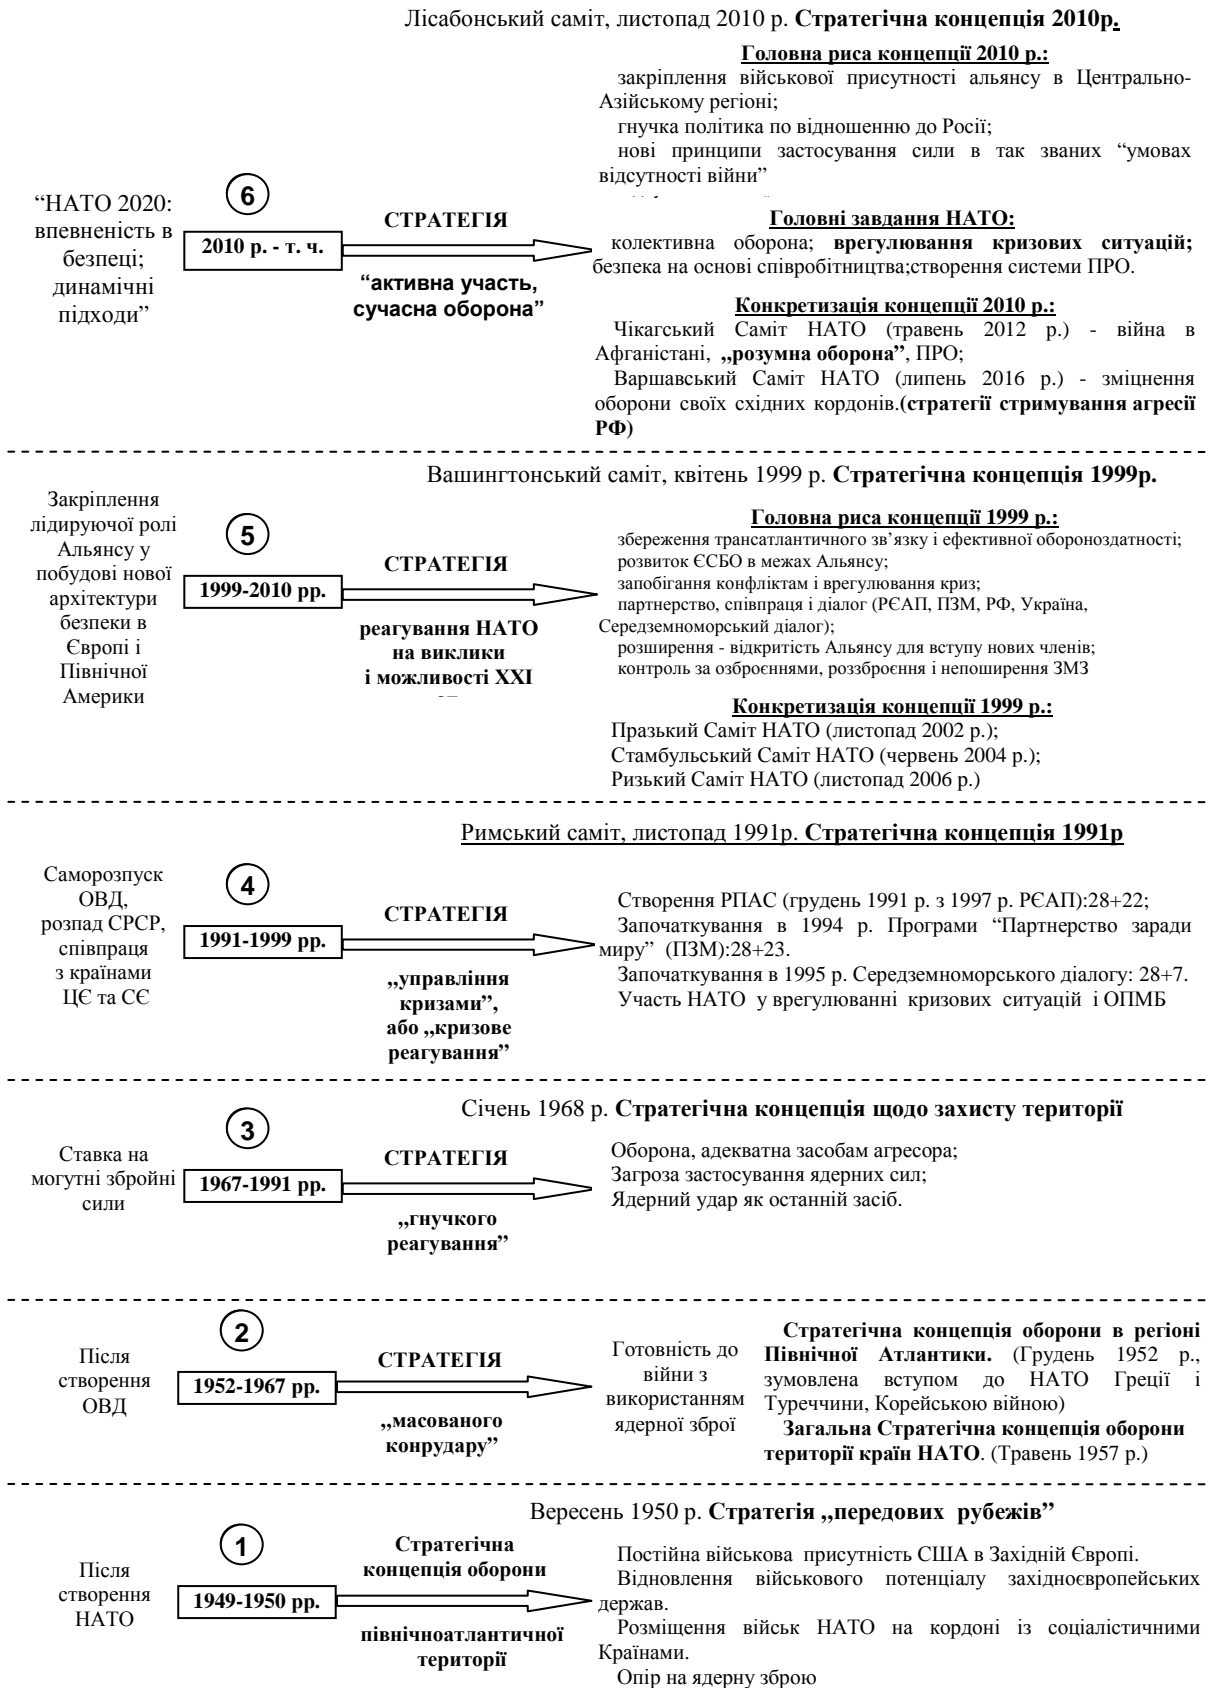 Лісабонський саміт, листопад 2010 р. Стратегічна концепція 2010р.
“НАТО 2020:
впевненість в
безпеці;
динамічні
підходи”
6
2010 р. - т. ч.
СТРАТЕГІЯ
“активна участь,
сучасна оборона”
Головна риса концепції 2010 р.:
закріплення військової присутності альянсу в Центрально-
Азійському регіоні;
гнучка політика по відношенню до Росії;
нові принципи застосування сили в так званих “умовах
відсутності війни”
Головні завдання НАТО:
колективна оборона; врегулювання кризових ситуацій;
безпека на основі співробітництва;створення системи ПРО.
Конкретизація концепції 2010 р.:
Чікагський Саміт НАТО (травень 2012 р.) - війна в
Афганістані, „розумна оборона”, ПРО;
Варшавський Саміт НАТО (липень 2016 р.) - зміцнення
оборони своїх східних кордонів.(стратегії стримування агресії
РФ)
Вашингтонський саміт, квітень 1999 р. Стратегічна концепція 1999р.
Закріплення
лідируючої ролі
Альянсу у
побудові нової
архітектури
безпеки в
Європі і
Північної
Америки
5
1999-2010 рр.
СТРАТЕГІЯ
реагування НАТО
на виклики
і можливості ХХІ
Головна риса концепції 1999 р.:
збереження трансатлантичного зв’язку і ефективної обороноздатності;
розвиток ЄСБО в межах Альянсу;
запобігання конфліктам і врегулювання криз;
партнерство, співпраця і діалог (РЄАП, ПЗМ, РФ, Україна,
Середземноморський діалог);
розширення - відкритість Альянсу для вступу нових членів;
контроль за озброєннями, роззброєння і непоширення ЗМЗ
Конкретизація концепції 1999 р.:
Празький Саміт НАТО (листопад 2002 р.);
Стамбульський Саміт НАТО (червень 2004 р.);
Ризький Саміт НАТО (листопад 2006 р.)
Римський саміт, листопад 1991р. Стратегічна концепція 1991р
Саморозпуск
ОВД,
розпад СРСР,
співпраця
з країнами
ЦЄ та СЄ
4
1991-1999 рр.
СТРАТЕГІЯ
„управління
кризами”,
або „кризове
реагування”
Створення РПАС (грудень 1991 р. з 1997 р. РЄАП):28+22;
Започаткування в 1994 р. Програми “Партнерство заради
миру” (ПЗМ):28+23.
Започаткування в 1995 р. Середземноморського діалогу: 28+7.
Участь НАТО у врегулюванні кризових ситуацій і ОПМБ
Січень 1968 р. Стратегічна концепція щодо захисту території
Ставка на
могутні збройні
сили
3
1967-1991 рр.
СТРАТЕГІЯ
„гнучкого
реагування”
Оборона, адекватна засобам агресора;
Загроза застосування ядерних сил;
Ядерний удар як останній засіб.
Після
створення
ОВД
2
1952-1967 рр.
СТРАТЕГІЯ
„масованого
конрудару”
Готовність до
війни з
використанням
ядерної зброї
Стратегічна концепція оборони в регіоні
Північної Атлантики. (Грудень 1952 р.,
зумовлена вступом до НАТО Греції і
Туреччини, Корейською війною)
Загальна Стратегічна концепція оборони
території країн НАТО. (Травень 1957 р.)
Вересень 1950 р. Стратегія „передових рубежів”
Після
створення
НАТО
1
1949-1950 рр.
Стратегічна
концепція оборони
північноатлантичної
території
Постійна військова присутність США в Західній Європі.
Відновлення військового потенціалу західноєвропейських
держав.
Розміщення військ НАТО на кордоні із соціалістичними
Країнами.
Опір на ядерну зброю